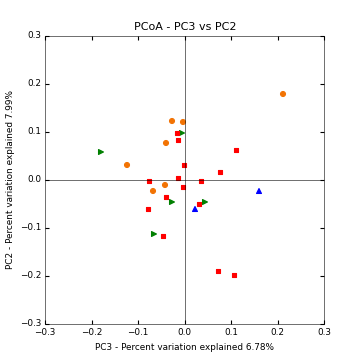 PCoA - PC3 vs PC2
0.3
0.2
0.1
0.0
−0.1
−0.2
−0.3
PC2 - Percent variation explained 7.99%
−0.3 −0.2 −0.1 0.0 0.1 0.2 0.3
PC3 - Percent variation explained 6.78%